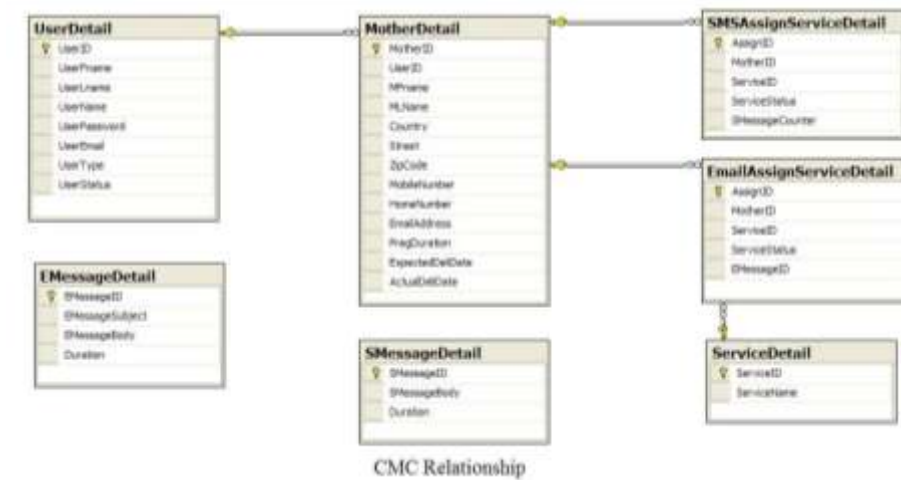 UserDetail
UserID
UserFname
UserLname
UserName
UserPassword
UserEmail
UserType
UserStatus
MotherDetail
MotherID
UserID
MFname
MLName
Country
Street
ZipCode
MobileNumber
HomeNumber
EmailAddress
PregDuration
ExpectedDelDate
ActualDelDate
SMSAssignServiceDetail
AssignID
MotherID
ServiceID
ServiceStatus
SMessageCounter
EmailAssignServiceDetail
AssignID
MotherID
ServiceID
ServiceStatus
EMessageID
EMessageDetail
EMessageID
EMessageSubject
EMessageBody
Duration
SMessageDetail
SMessageID
SMessageBody
Duration
ServiceDetail
ServiceID
ServiceName
CMC Relationship